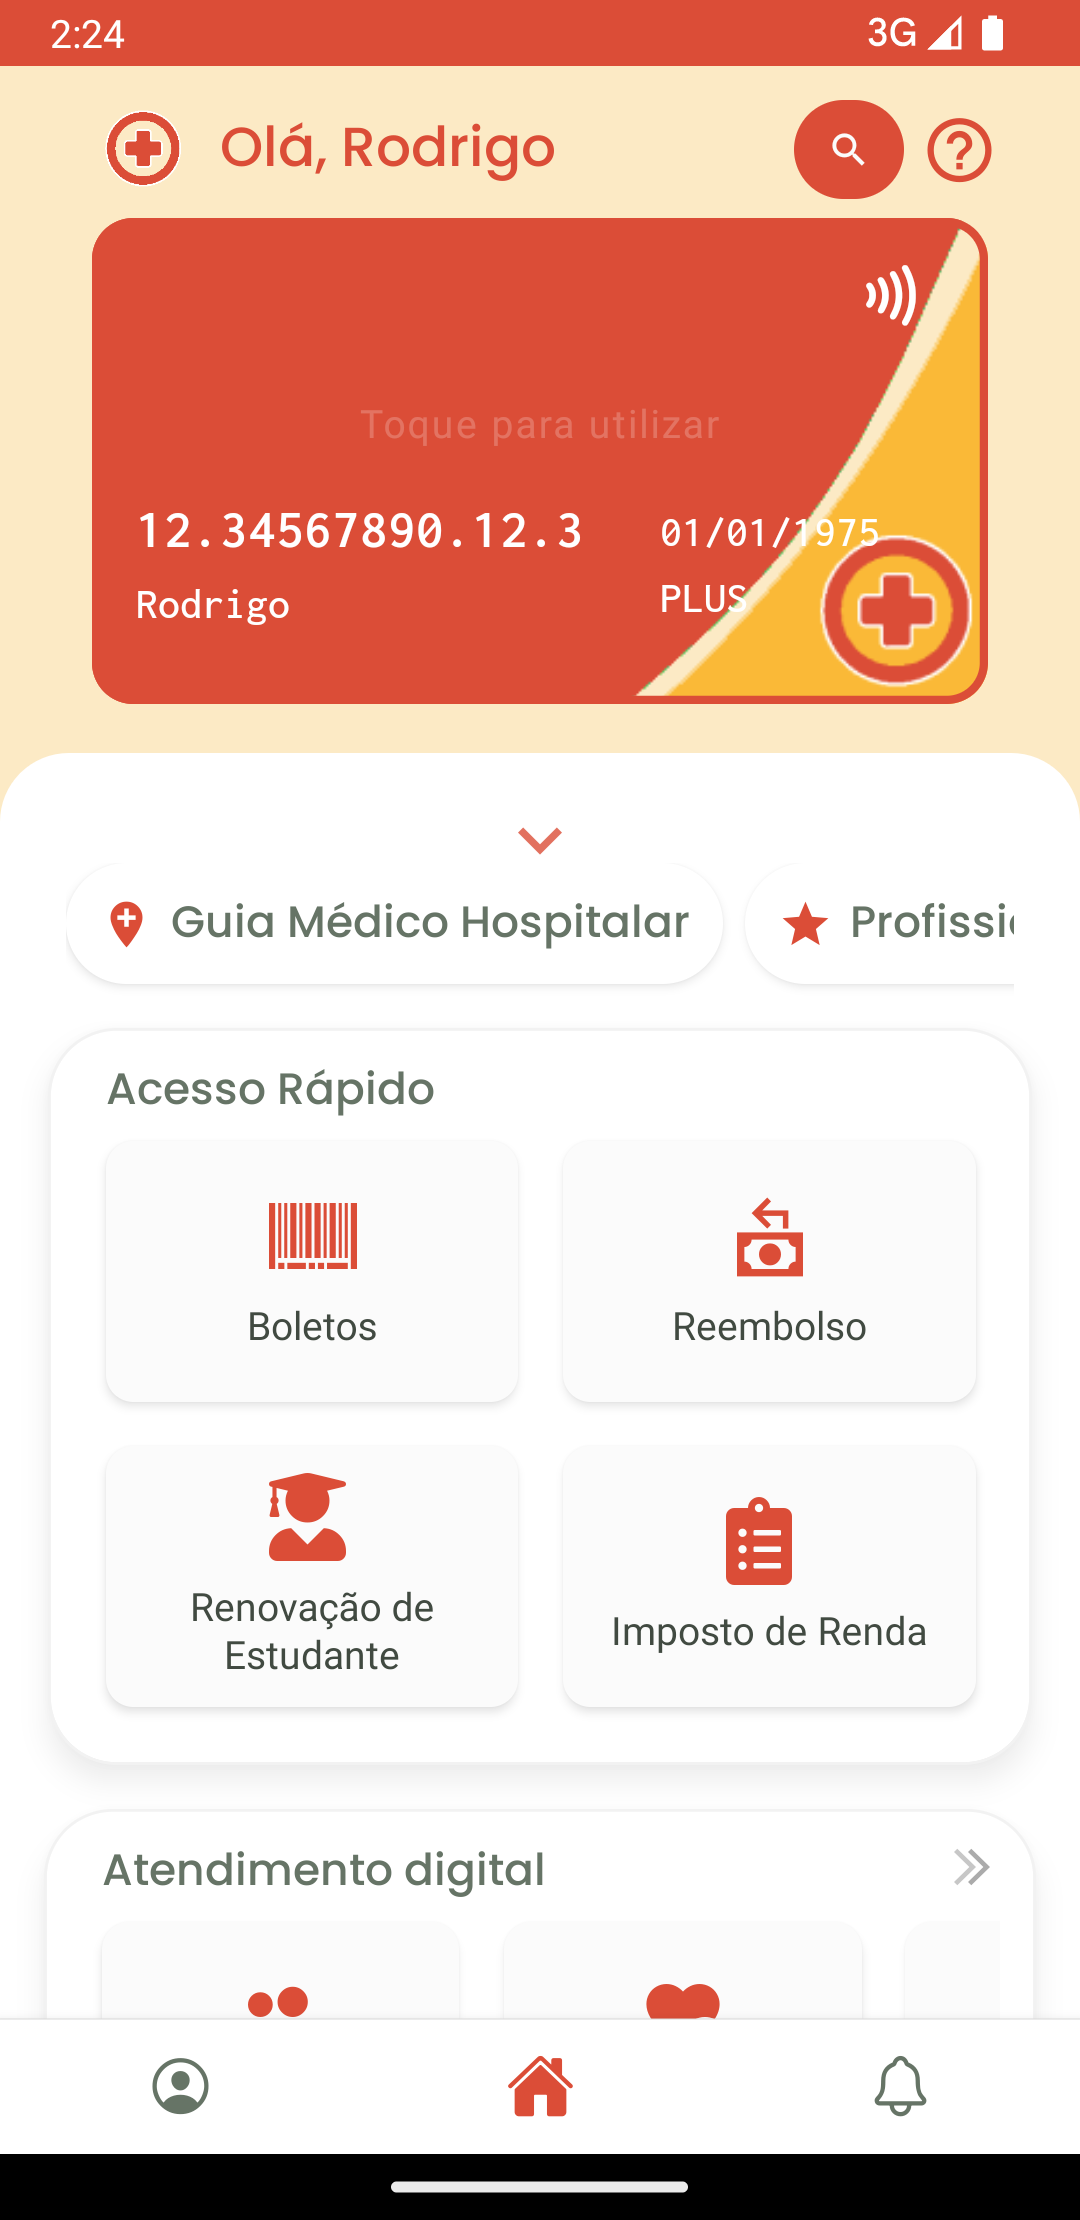 2:24
3G
Olá, Rodrigo
Toque para utilizar
12.34567890.12.3
01/01/1975
Rodrigo
PLUS
Guia Médico Hospitalar
Profissi
Acesso Rápido
Boletos
Reembolso
Renovação de
Estudante
Imposto de Renda
Atendimento digital